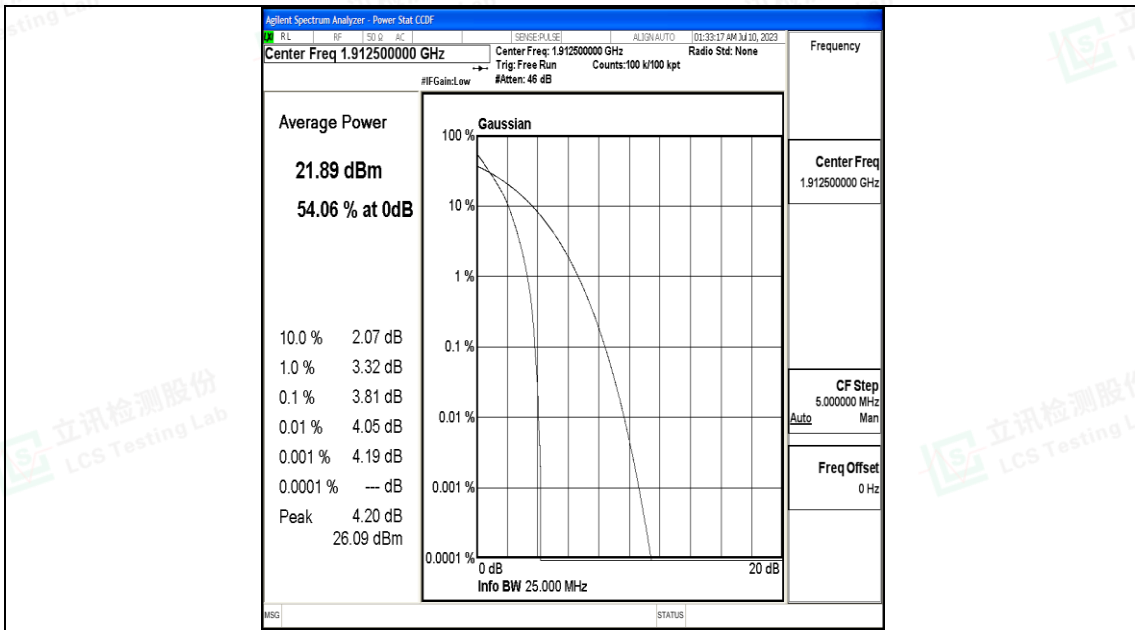 Agilent Spectrum Analyzer - Power Stat CCDF
RL RF 50 Ω AC SENSE:PULSE ALIGN AUTO 01:33:17 AM Jul 10, 2023
Center Freq 1.912500000 GHz
Center Freq: 1.912500000 GHz
Radio Std: None
Trig: Free Run
Counts:100 k/100 kpt
#IFGain:Low
#Atten: 46 dB
Frequency
Average Power
21.89 dBm
54.06 % at 0dB
10.0 % 2.07 dB
1.0 % 3.32 dB
0.1 % 3.81 dB
0.01 % 4.05 dB
0.001 % 4.19 dB
0.0001 % --- dB
Peak 4.20 dB
26.09 dBm
Gaussian
100 %
10 %
1 %
0.1 %
0.01 %
0.001 %
0.0001 %
0 dB
20 dB
Info BW 25.000 MHz
Center Freq
1.912500000 GHz
CF Step
5.000000 MHz
Auto Man
Freq Offset
0 Hz
MSG
STATUS
立讯检测股份
LCS Testing Lab
立讯检测股份
LCS Testing L